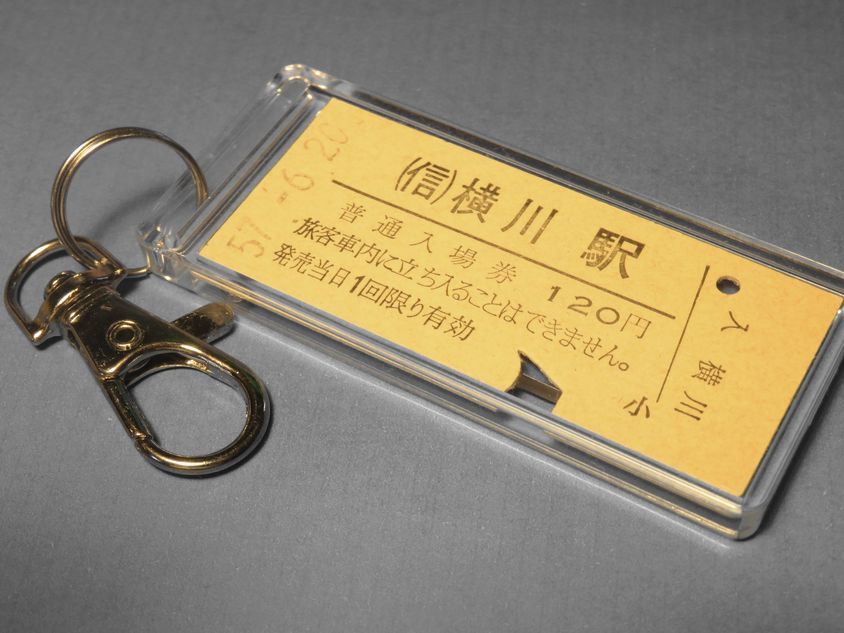 57.-6.20
(信)横川駅
普通入場券 120円
旅客車内に立ち入ることはできません。
発売当日1回限り有効
小
入 横川